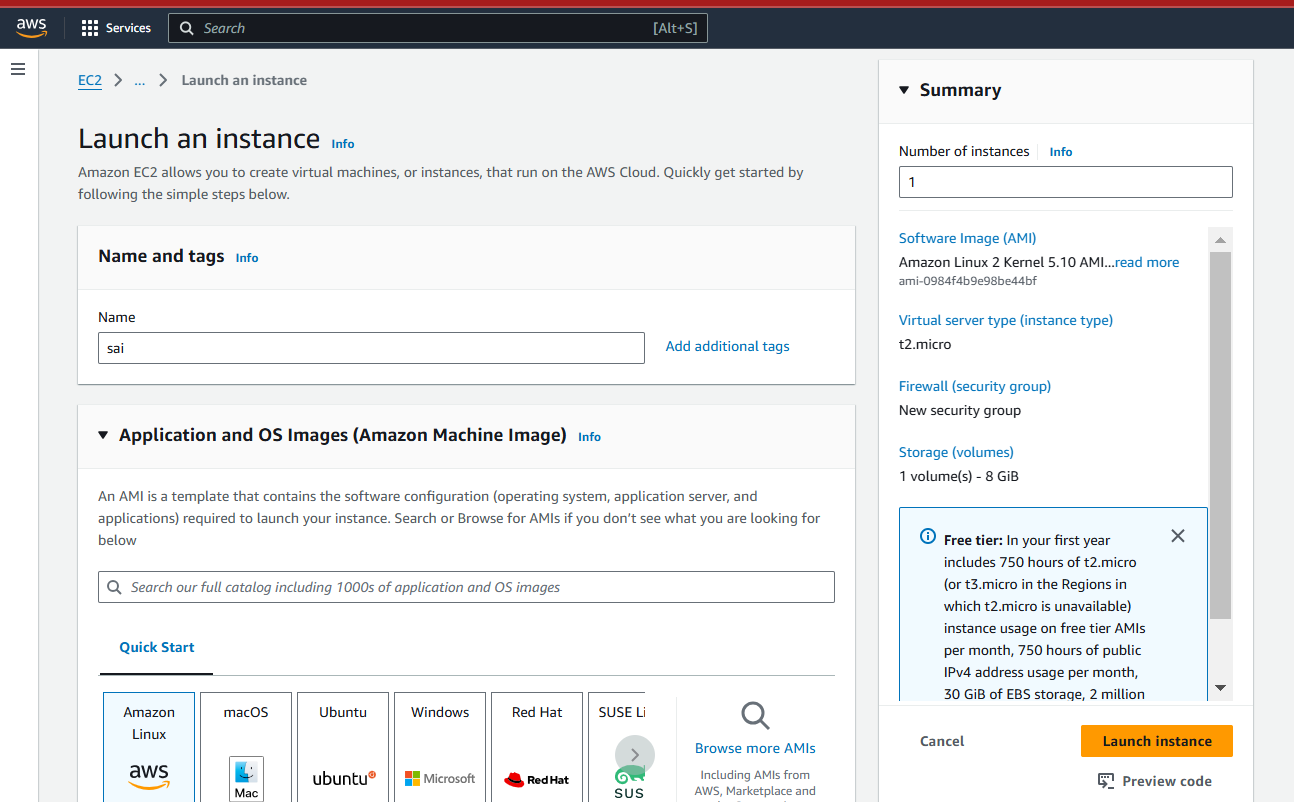 aws
Services
Search
[Alt+S]
EC2
...
Launch an instance
Launch an instance
Info
Amazon EC2 allows you to create virtual machines, or instances, that run on the AWS Cloud. Quickly get started by
following the simple steps below.
Name and tags
Info
Name
sai
Add additional tags
Application and OS Images (Amazon Machine Image)
Info
An AMI is a template that contains the software configuration (operating system, application server, and
applications) required to launch your instance. Search or Browse for AMIs if you don't see what you are looking for
below
Search our full catalog including 1000s of application and OS images
Quick Start
Amazon
Linux
aws
macOS
Mac
Ubuntu
ubuntu
Windows
Microsoft
Red Hat
Red Hat
SUSE Li
SUS
Browse more AMIs
Including AMIs from
AWS, Marketplace and
Summary
Number of instances
Info
1
Software Image (AMI)
Amazon Linux 2 Kernel 5.10 AMI...read more
ami-0984f4b9e98be44bf
Virtual server type (instance type)
t2.micro
Firewall (security group)
New security group
Storage (volumes)
1 volume(s) - 8 GiB
Free tier: In your first year
includes 750 hours of t2.micro
(or t3.micro in the Regions in
which t2.micro is unavailable)
instance usage on free tier AMIs
per month, 750 hours of public
IPv4 address usage per month,
30 GiB of EBS storage, 2 million
Cancel
Launch instance
Preview code